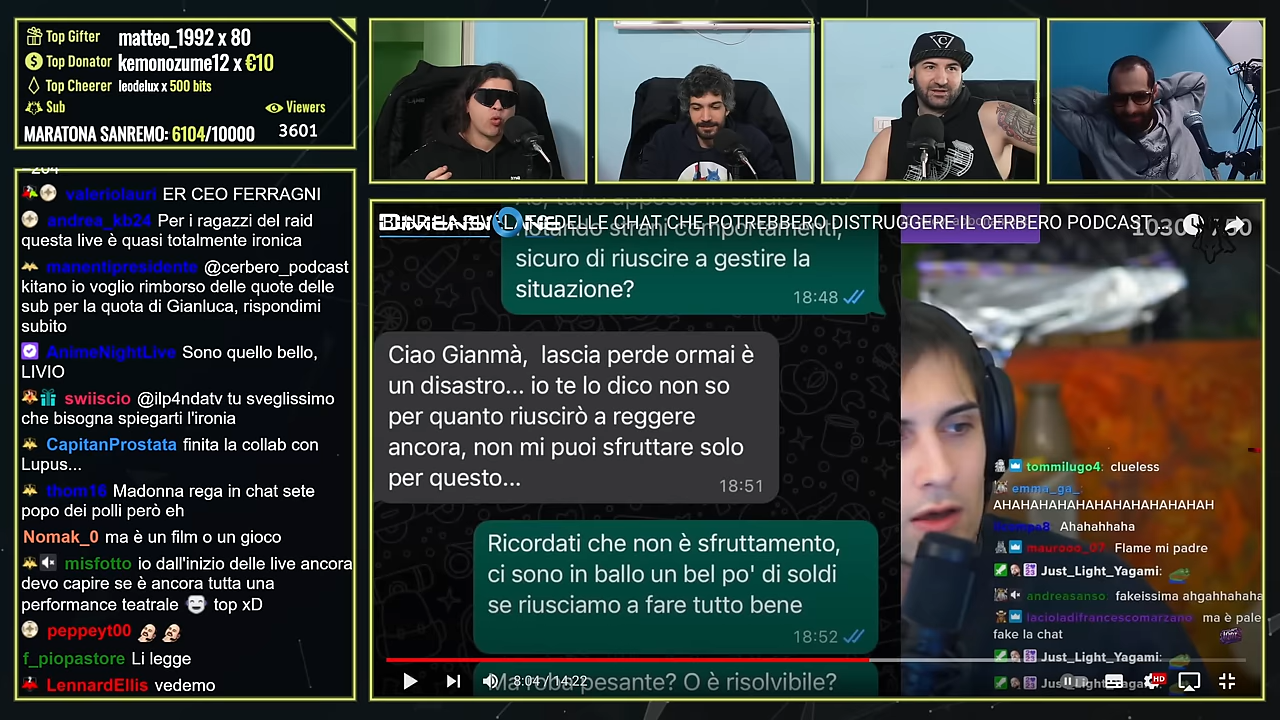 Top Gifter matteo_1992 x 80
Top Donator kemonozume12 x €10
Top Cheerer leodelux x 500 bits
Sub
Viewers
MARATONA SANREMO: 6104/10000
3601
valeriolauri ER CEO FERRAGNI
andrea_kb24 Per i ragazzi del raid
questa live è quasi totalmente ironica
manentipresidente @cerbero_podcast
kitano io voglio rimborso delle quote delle
sub per la quota di Gianluca, rispondimi
subito
AnimeNightLive Sono quello bello,
LIVIO
swiiscio @ilp4ndatv tu sveglissimo
che bisogna spiegarti l'ironia
CapitanProstata finita la collab con
Lupus...
thom16 Madonna rega in chat sete
popo dei polli però eh
Nomak_0 ma è un film o un gioco
misfotto io dall'inizio delle live ancora
devo capire se è ancora tutta una
performance teatrale top xD
peppeyt00
f_piopastore Li legge
LennardEllis vedemo
DELLE CHAT CHE POTREBBERO DISTRUGGERE IL CERBERO PODCAST
notando strani comportamenti,
sicuro di riuscire a gestire la
situazione?
18:48
Ciao Gianmà, lascia perde ormai è
un disastro... io te lo dico non so
per quanto riuscirò a reggere
ancora, non mi puoi sfruttare solo
per questo...
18:51
Ricordati che non è sfruttamento,
ci sono in ballo un bel po' di soldi
se riusciamo a fare tutto bene
18:52
Ma roba pesante? O è risolvibile?
8:04 / 14:22
HD
tommilugo4: clueless
emma_ga_:
AHAHAHAHAHAHAHAHAHAH
Ahahahhaha
maurooo_07: Flame mi padre
Just_Light_Yagami:
andreasanso: fakeissima ahgahhahaha
lacioladifrancescomarzano: ma è pale
fake la chat
Just_Light_Yagami: